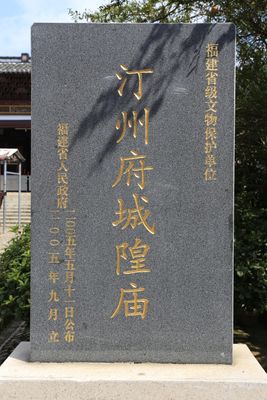 福建省级文物保护单位
汀州府城隍庙
福建省人民政府
二〇〇五年五月十一日公布
二〇〇五年九月立